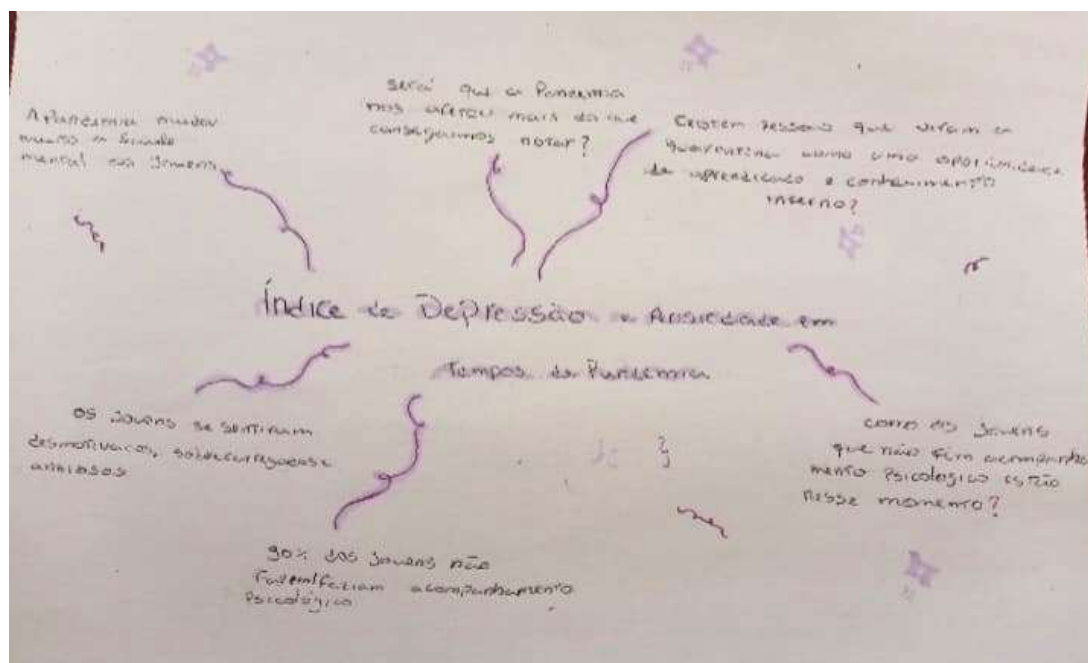 A Pandemia mudou
muito a saúde
mental dos Jovens
será que a Pandemia
nos afetou mais do que
conseguimos notar?
Existem pessoas que viram a
quarentena como uma oportunidade
de aprendizado e conhecimento
interno?
Índice de Depressão e Ansiedade em
Tempos de Pandemia
os Jovens se sentiram
desmotivados, sobrecarregados e
ansiosos
90% dos Jovens não
fazem/faziam acompanhamento
Psicológico
como os Jovens
que não têm acompanha
mento Psicológico estão
nesse momento?